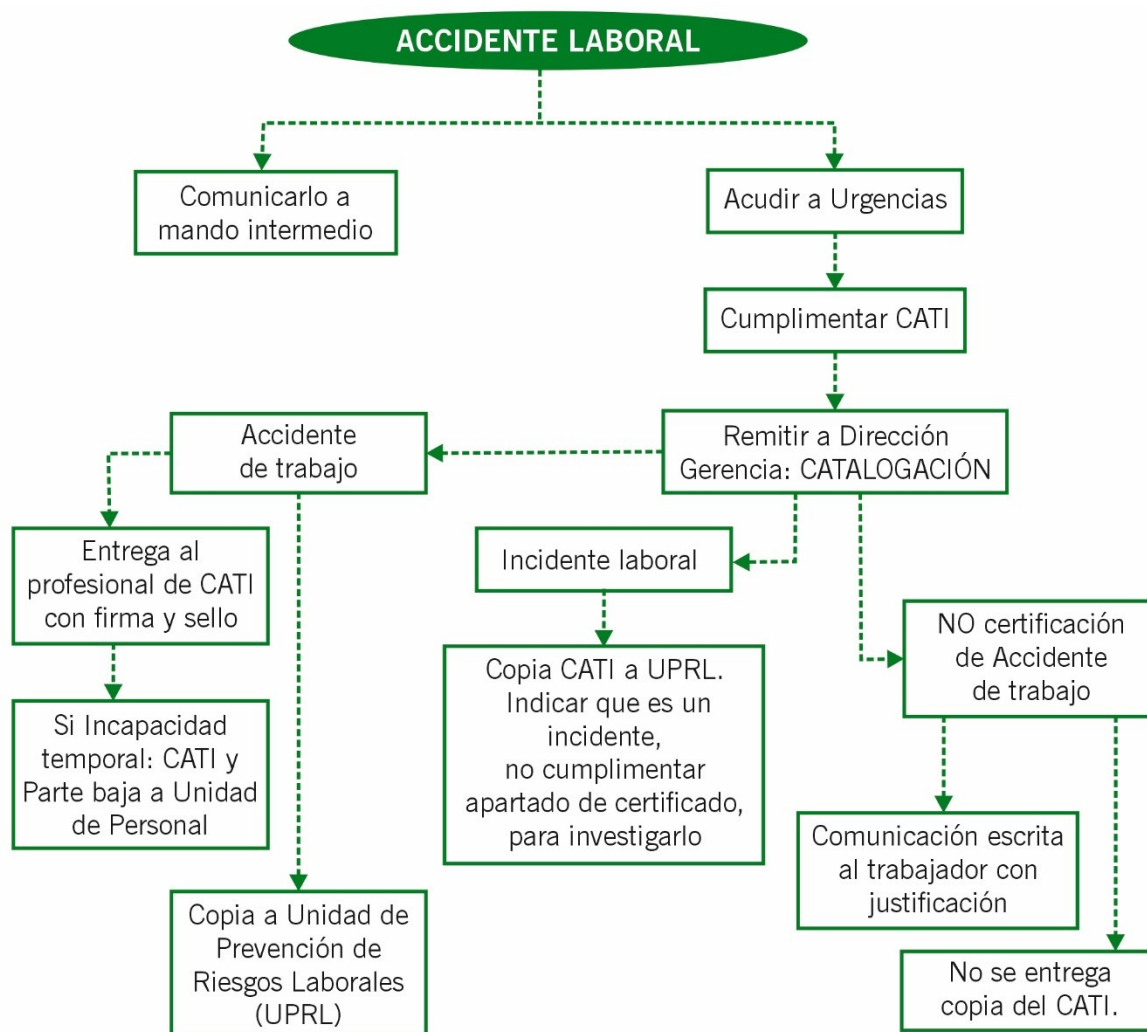 ACCIDENTE LABORAL
Comunicarlo a
mando intermedio
Acudir a Urgencias
Cumplimentar CATI
Remitir a Dirección
Gerencia: CATALOGACIÓN
Accidente
de trabajo
Entrega al
profesional de CATI
con firma y sello
Si Incapacidad
temporal: CATI y
Parte baja a Unidad
de Personal
Copia a Unidad de
Prevención de
Riesgos Laborales
(UPRL)
Incidente laboral
Copia CATI a UPRL.
Indicar que es un
incidente,
no cumplimentar
apartado de certificado,
para investigarlo
NO certificación
de Accidente
de trabajo
Comunicación escrita
al trabajador con
justificación
No se entrega
copia del CATI.